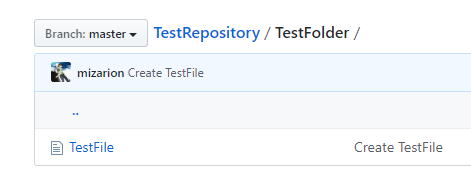 Branch: master TestRepository / TestFolder /
mizarion Create TestFile
..
TestFile Create TestFile